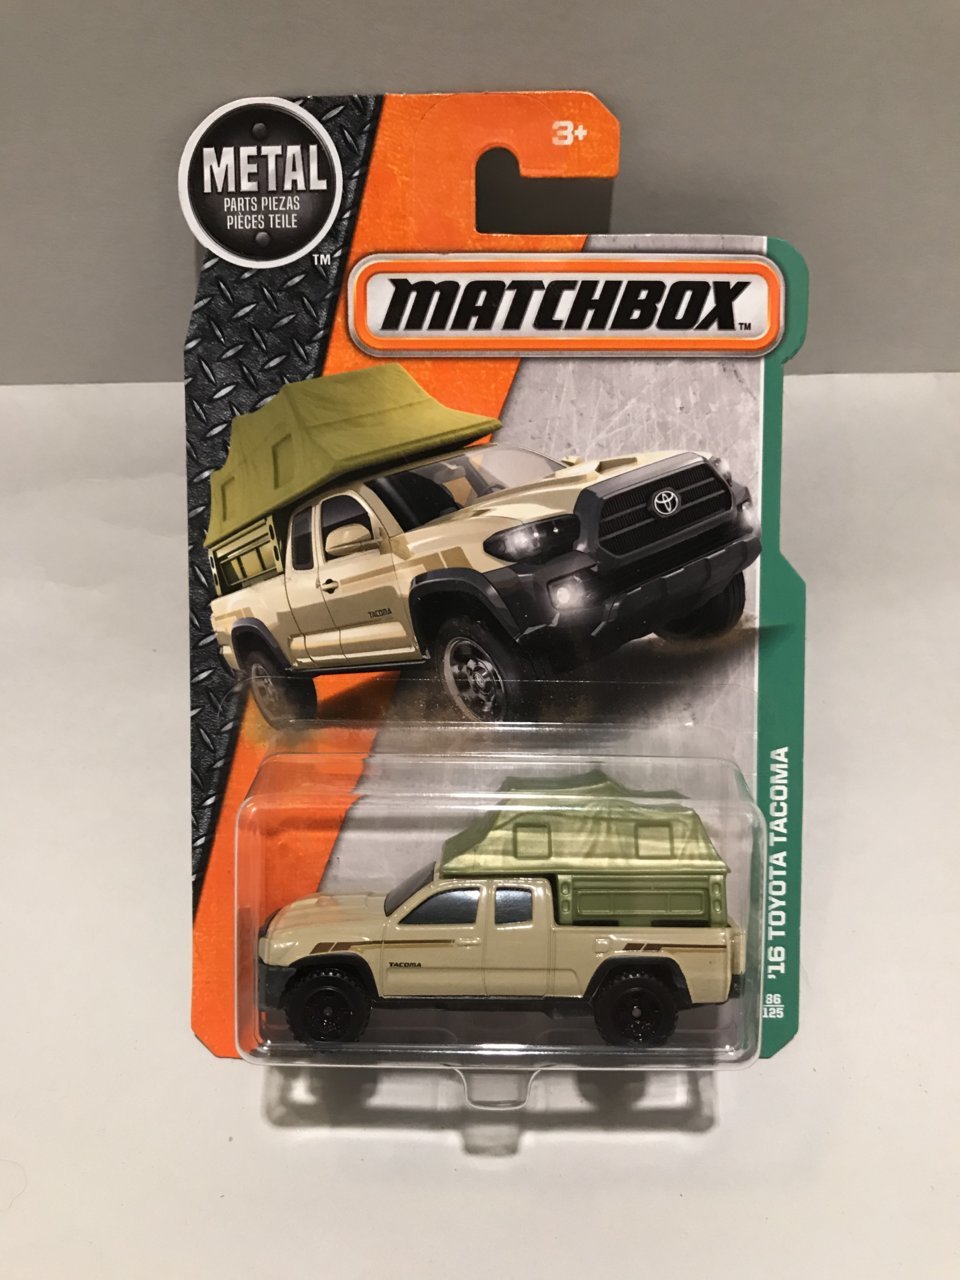 3+
METAL
PARTS PIEZAS
PIÈCES TEILE
TM
MATCHBOX TM
TACOMA
'16 TOYOTA TACOMA
86
125
TACOMA